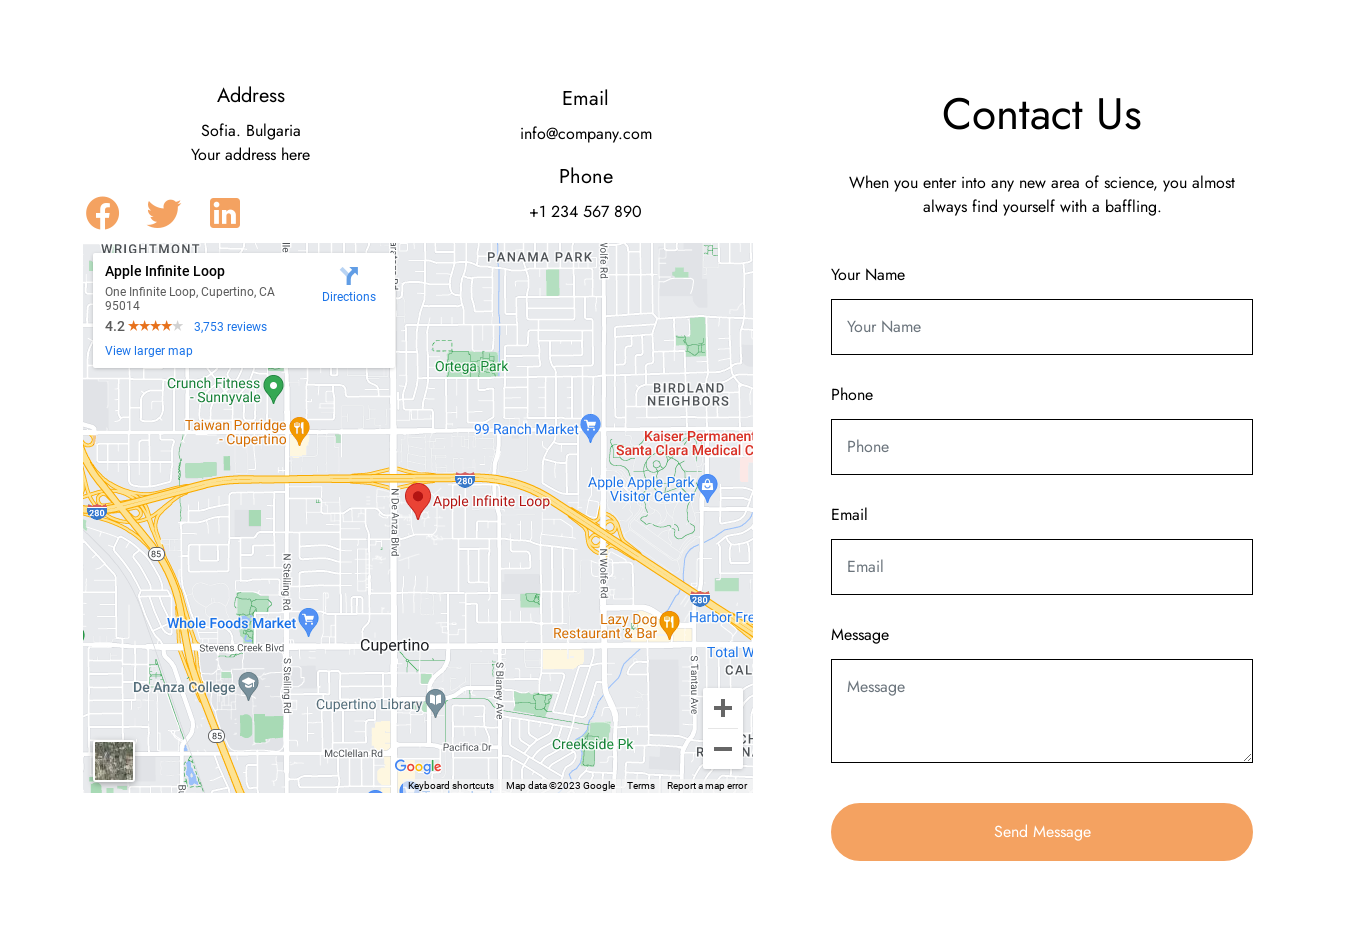 Address
Sofia. Bulgaria
Your address here
Email
info@company.com
Phone
+1 234 567 890
WRIGHTMONT
Apple Infinite Loop
One Infinite Loop, Cupertino, CA
95014
4.2
3,753 reviews
View larger map
Directions
PANAMA PARK
Wolfe Rd
Ortega Park
Crunch Fitness
- Sunnyvale
BIRDLAND
NEIGHBORS
Taiwan Porridge
- Cupertino
99 Ranch Market
Kaiser Permanent
Santa Clara Medical C
280
Apple Apple Park
Visitor Center
Apple Infinite Loop
280
N De Anza Blvd
85
N Stelling Rd
N Wolfe Rd
280
Whole Foods Market
Lazy Dog
Restaurant & Bar
Harbor Fre
Stevens Creek Blvd
Cupertino
Total W
CAL
De Anza College
S Stelling Rd
Cupertino Library
S Blaney Ave
S Tantau Ave
85
McClellan Rd
Pacifica Dr
Creekside Pk
Google
Keyboard shortcuts
Map data ©2023 Google
Terms
Report a map error
Contact Us
When you enter into any new area of science, you almost
always find yourself with a baffling.
Your Name
Your Name
Phone
Phone
Email
Email
Message
Message
Send Message